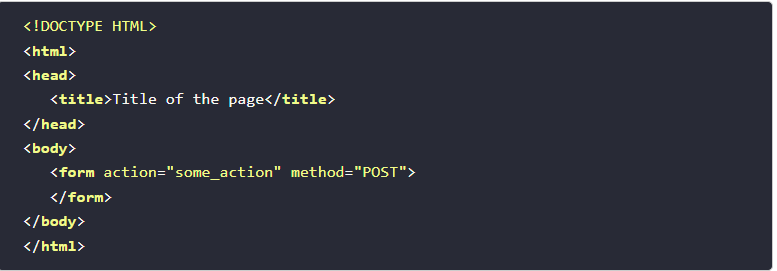 <!DOCTYPE HTML>
<html>
<head>
<title>Title of the page</title>
</head>
<body>
<form action="some_action" method="POST">
</form>
</body>
</html>